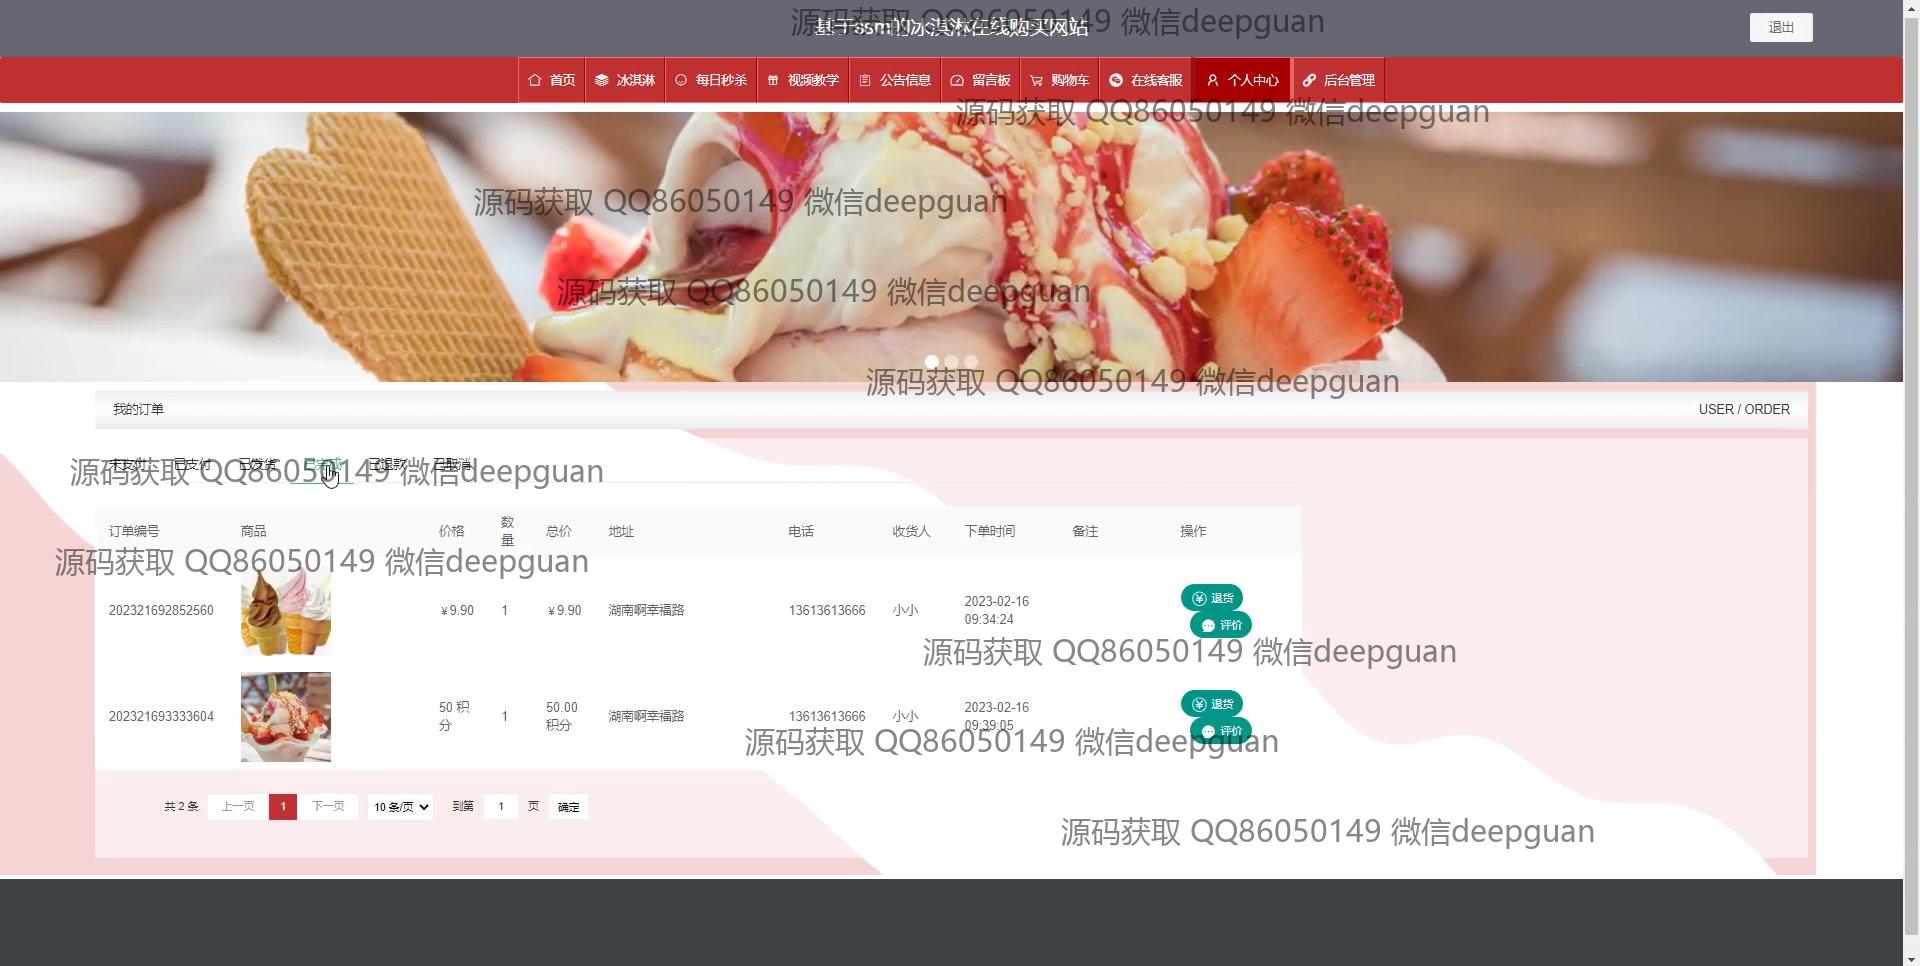 基于ssm的冰淇淋在线购买网站
退出
源码获取 QQ86050149 微信deepguan
首页 冰淇淋 每日秒杀 视频教学 公告信息 留言板 购物车 在线客服 个人中心 后台管理
源码获取 QQ86050149 微信deepguan
源码获取 QQ86050149 微信deepguan
源码获取 QQ86050149 微信deepguan
源码获取 QQ86050149 微信deepguan
我的订单 USER / ORDER
未支付 已支付 已发货 已完成 已退款 已取消
源码获取 QQ86050149 微信deepguan
订单编号 商品 价格 数量 总价 地址 电话 收货人 下单时间 备注 操作
源码获取 QQ86050149 微信deepguan
202321692852560 ¥9.90 1 ¥9.90 湖南啊幸福路 13613613666 小小 2023-02-16 09:34:24 退货 评价
源码获取 QQ86050149 微信deepguan
202321693333604 50 积分 1 50.00 积分 湖南啊幸福路 13613613666 小小 2023-02-16 09:39:05 退货 评价
源码获取 QQ86050149 微信deepguan
共 2 条 上一页 1 下一页 10 条/页 到第 1 页 确定
源码获取 QQ86050149 微信deepguan